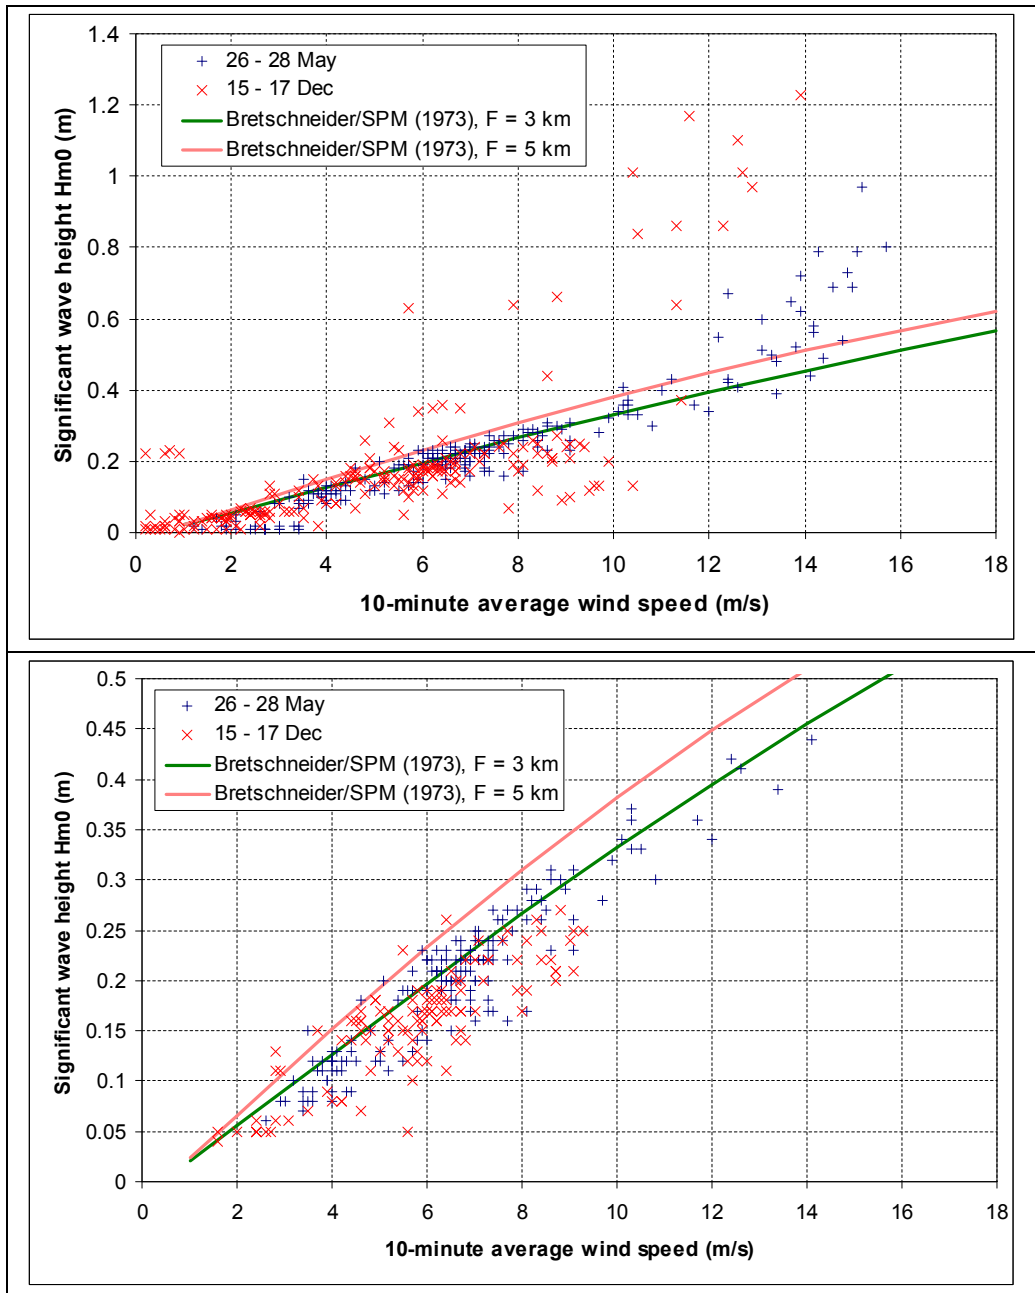 1.4
1.2
1
0.8
0.6
0.4
0.2
0
Significant wave height Hm0 (m)
26 - 28 May
15 - 17 Dec
Bretschneider/SPM (1973), F = 3 km
Bretschneider/SPM (1973), F = 5 km
0 2 4 6 8 10 12 14 16 18
10-minute average wind speed (m/s)
0.5
0.45
0.4
0.35
0.3
0.25
0.2
0.15
0.1
0.05
0
Significant wave height Hm0 (m)
26 - 28 May
15 - 17 Dec
Bretschneider/SPM (1973), F = 3 km
Bretschneider/SPM (1973), F = 5 km
0 2 4 6 8 10 12 14 16 18
10-minute average wind speed (m/s)